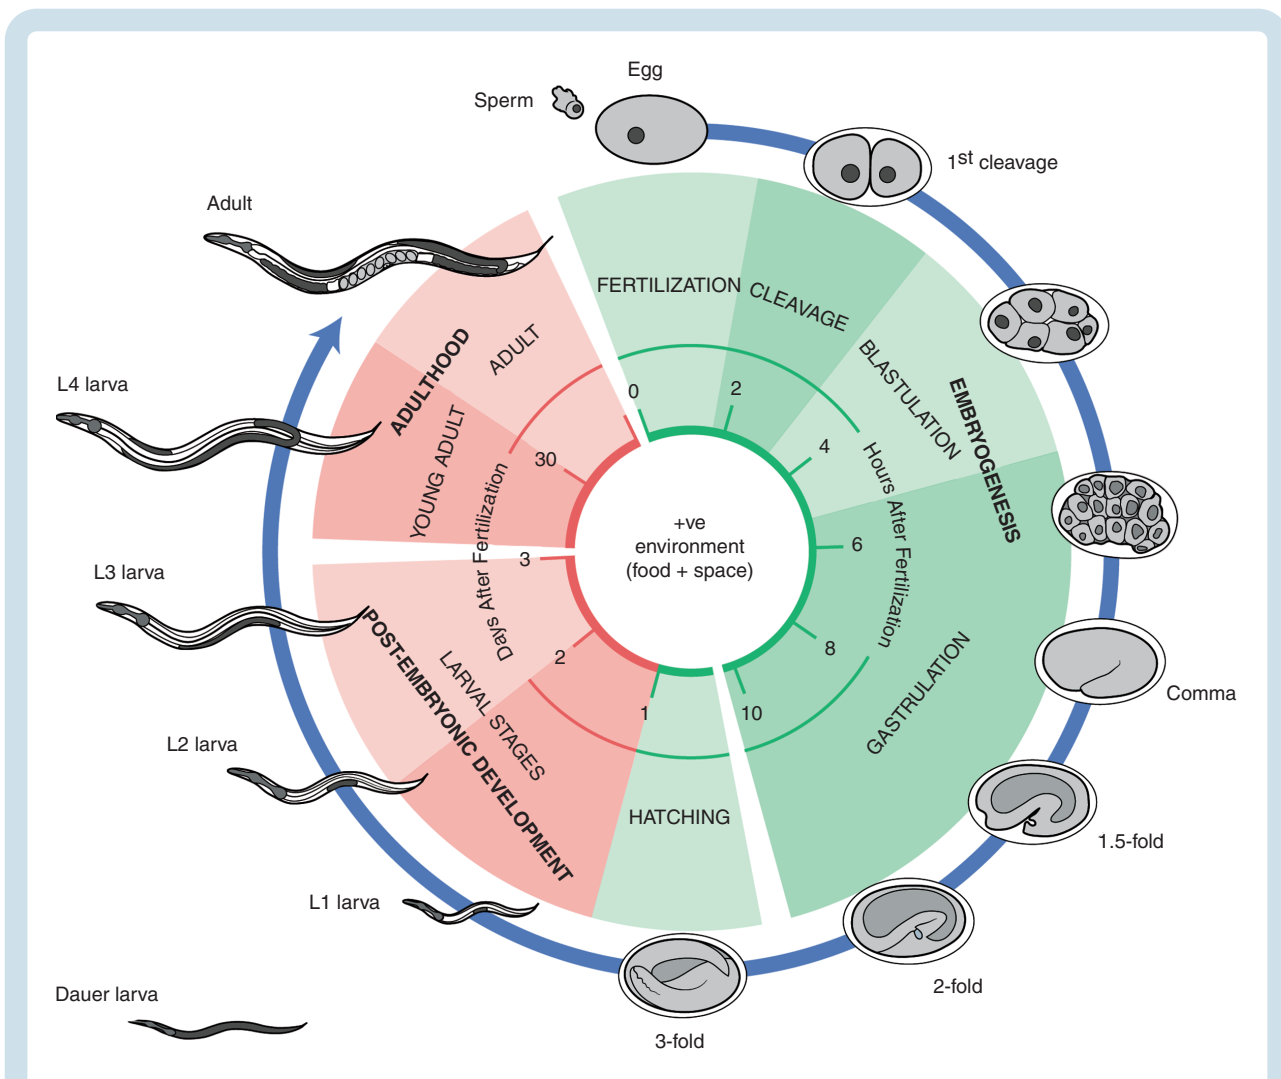 Egg
Sperm
1st cleavage
Adult
FERTILIZATION
CLEAVAGE
BLASTULATION
EMBRYOGENESIS
GASTRULATION
HATCHING
ADULTHOOD
ADULT
YOUNG ADULT
POST-EMBRYONIC DEVELOPMENT
LARVAL STAGES
Hours After Fertilization
Days After Fertilization
0
2
4
6
8
10
1
2
3
30
+ve
environment
(food + space)
L4 larva
L3 larva
L2 larva
L1 larva
Dauer larva
Comma
1.5-fold
2-fold
3-fold